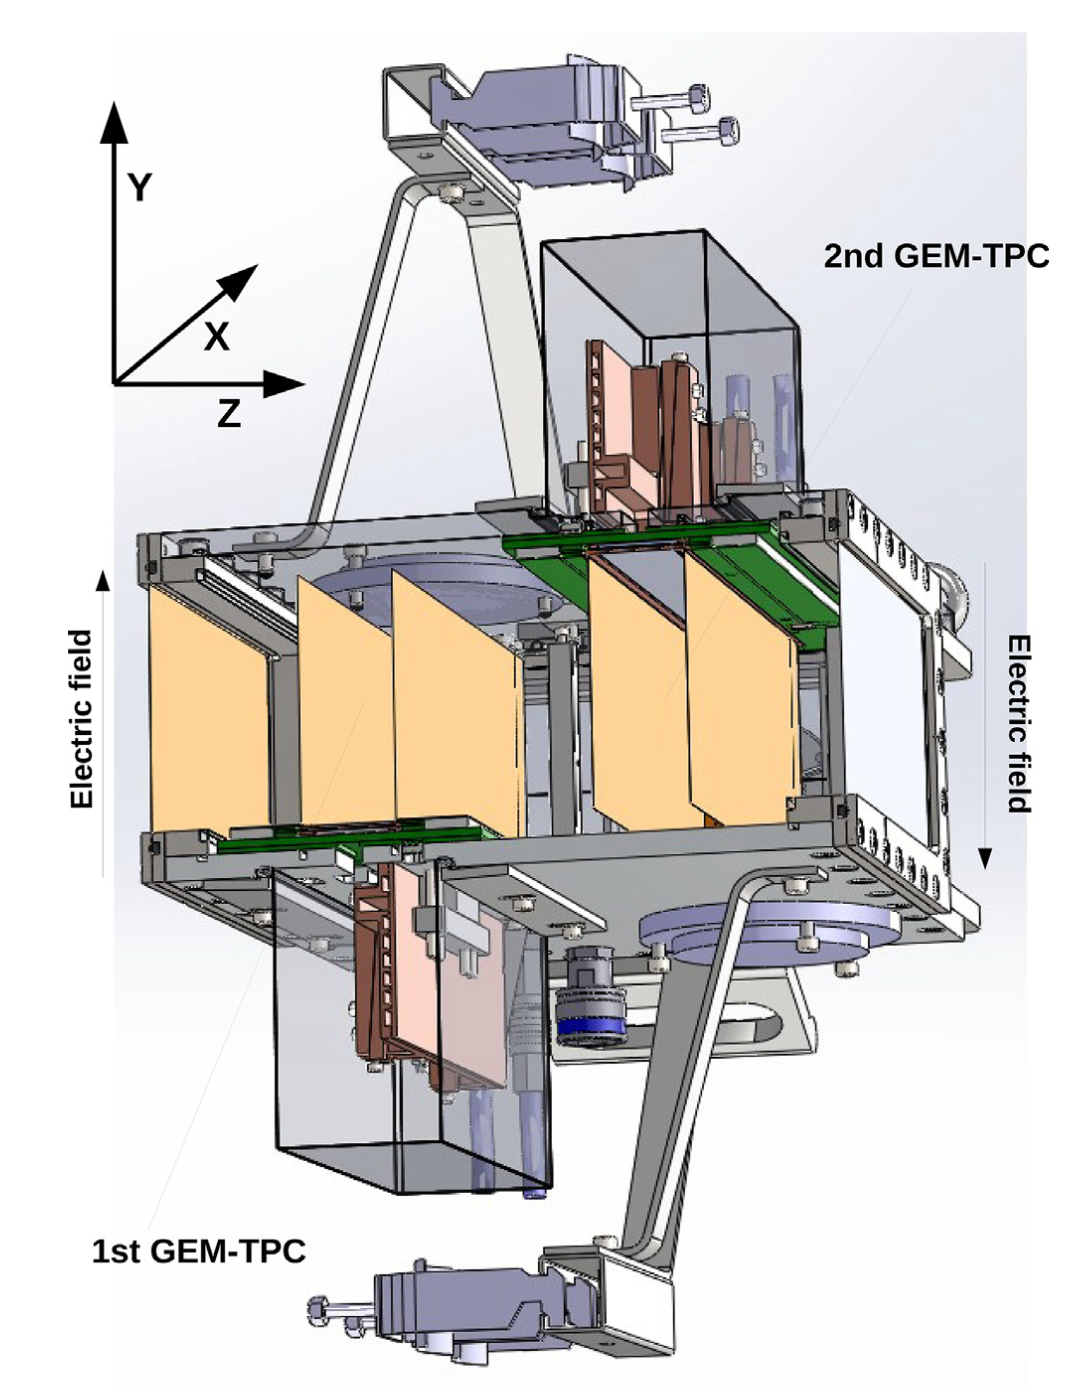 Y
2nd GEM-TPC
X
Z
Electric field
Electric field
1st GEM-TPC